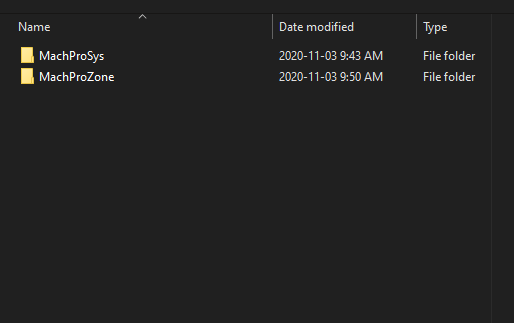 Name Date modified Type
MachProSys 2020-11-03 9:43 AM File folder
MachProZone 2020-11-03 9:50 AM File folder